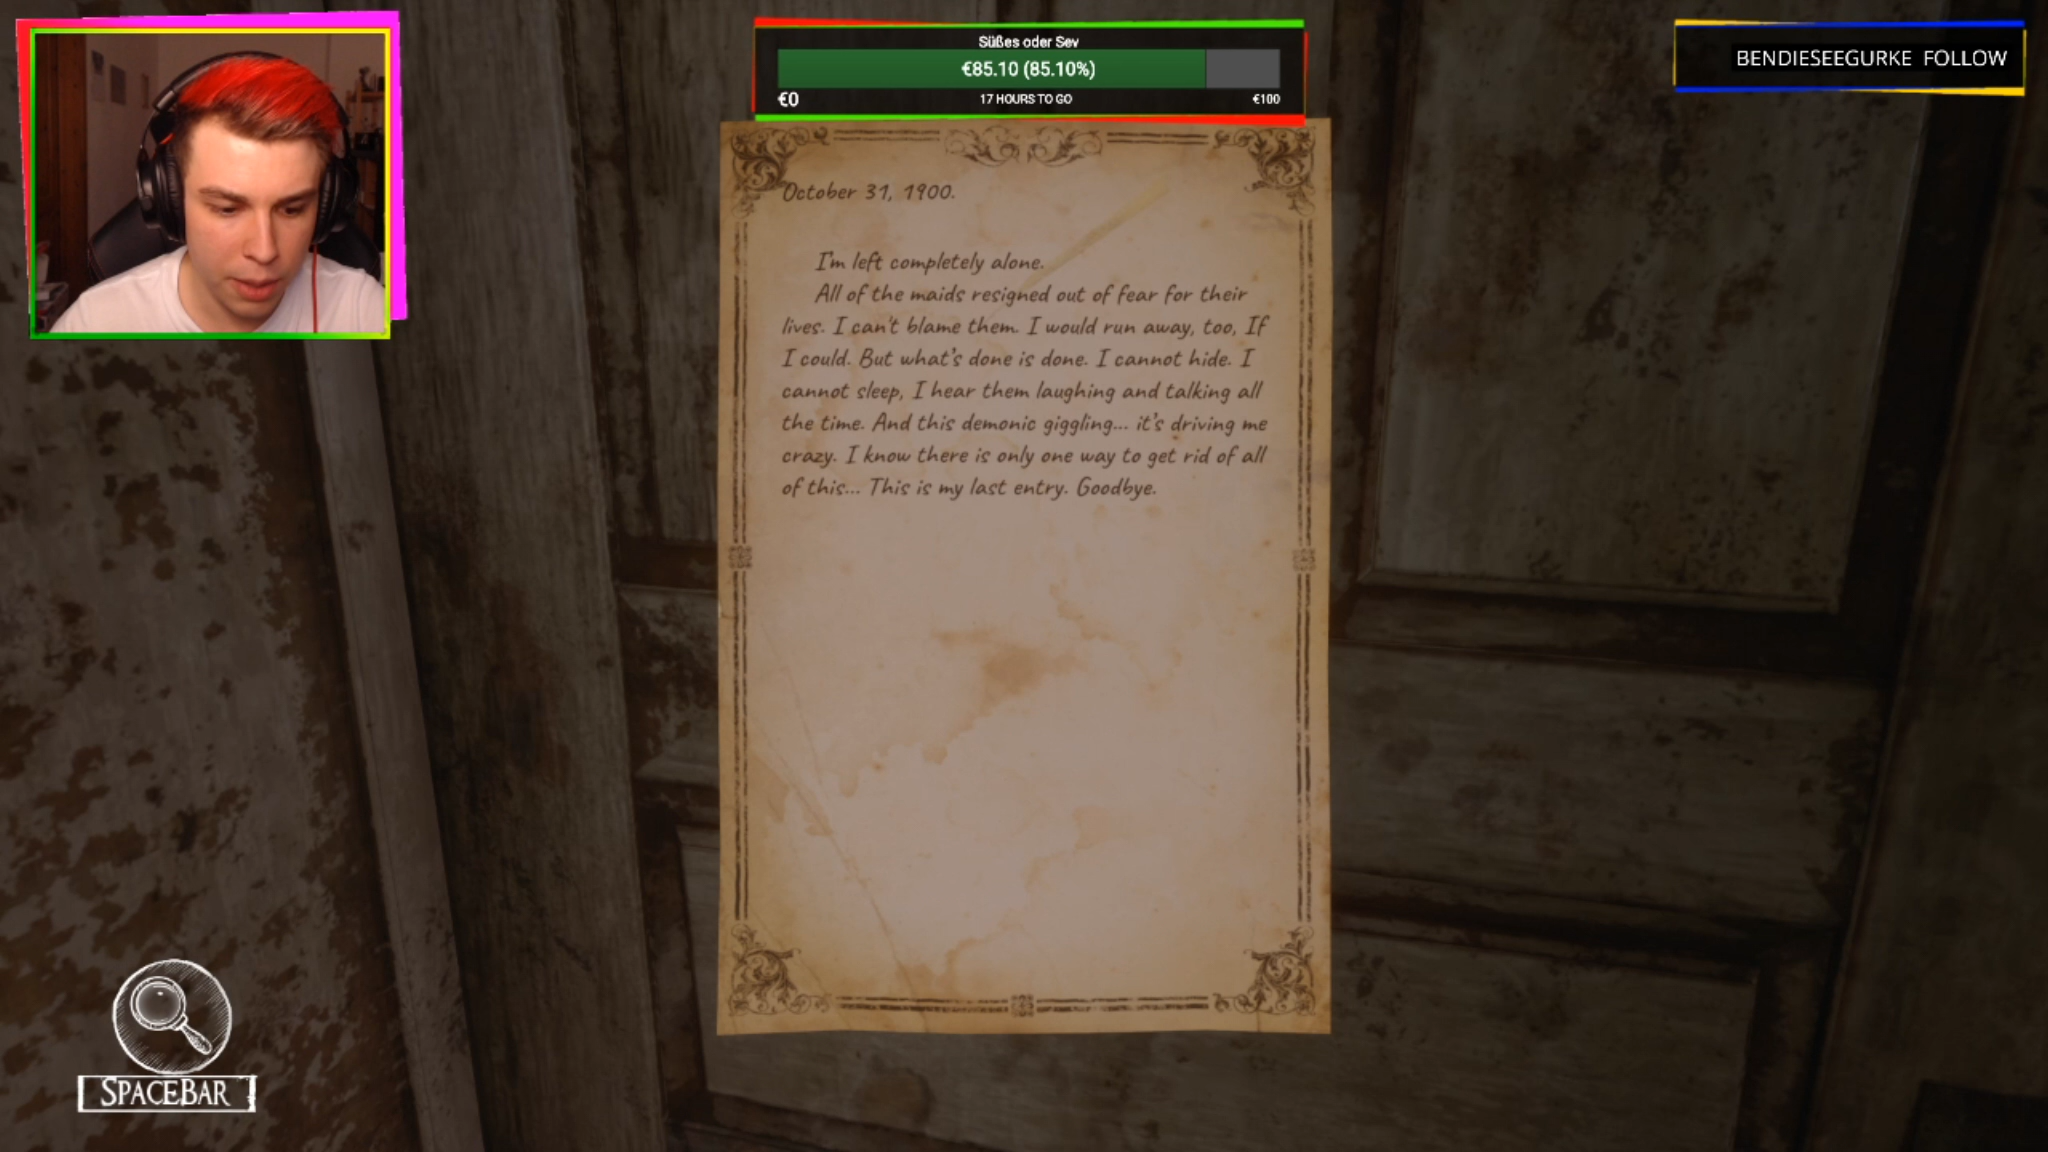 Süßes oder Sev
€85.10 (85.10%)
€0
17 HOURS TO GO
€100
BENDIESEEGURKE FOLLOW
October 31, 1900.
I'm left completely alone.
All of the maids resigned out of fear for their
lives. I can't blame them. I would run away, too, If
I could. But what's done is done. I cannot hide. I
cannot sleep, I hear them laughing and talking all
the time. And this demonic giggling... it's driving me
crazy. I know there is only one way to get rid of all
of this... This is my last entry. Goodbye.
SPACEBAR